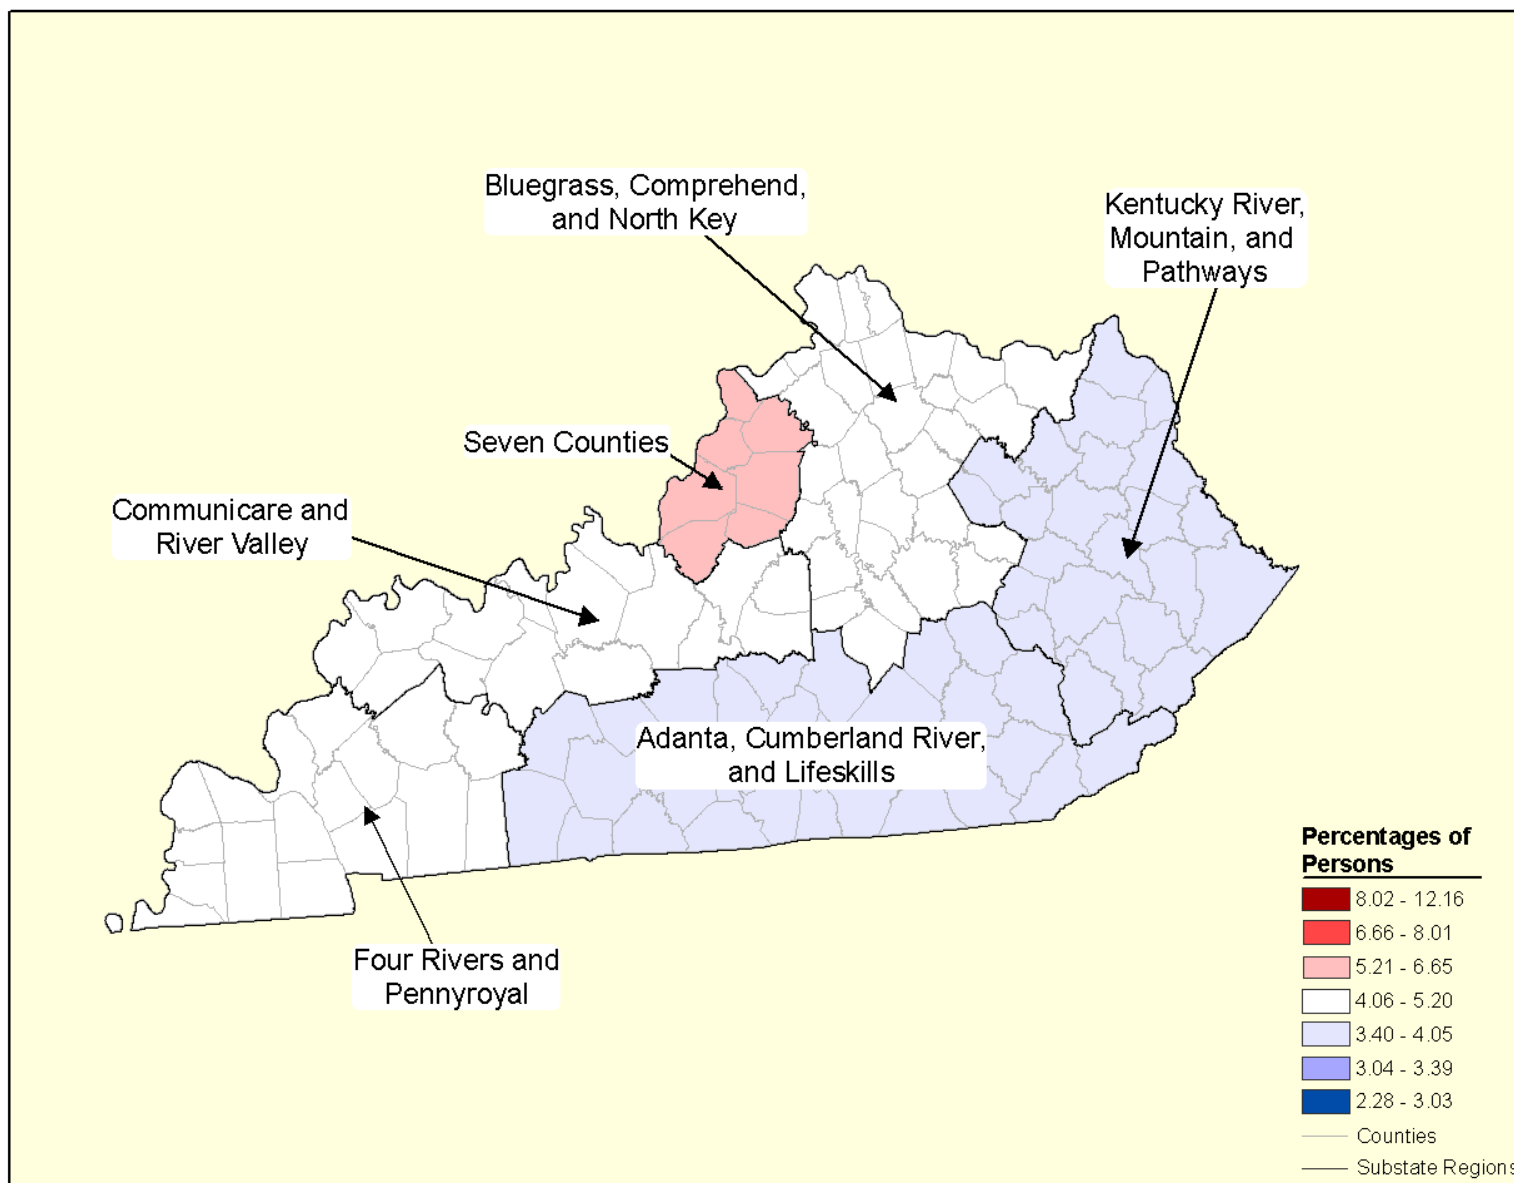 Bluegrass, Comprehend,
and North Key
Kentucky River,
Mountain, and
Pathways
Seven Counties
Communicare and
River Valley
Adanta, Cumberland River,
and Lifeskills
Four Rivers and
Pennyroyal
Percentages of
Persons
8.02 - 12.16
6.66 - 8.01
5.21 - 6.65
4.06 - 5.20
3.40 - 4.05
3.04 - 3.39
2.28 - 3.03
Counties
Substate Regions